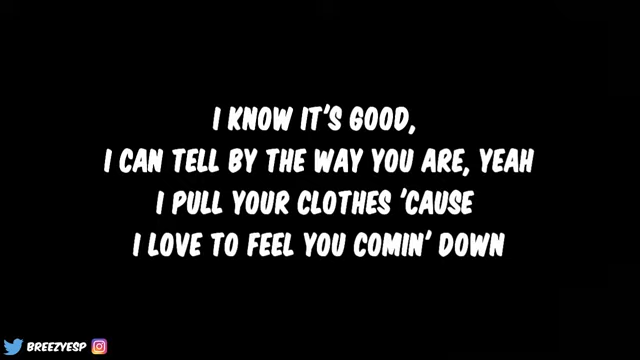 I KNOW IT'S GOOD,
I CAN TELL BY THE WAY YOU ARE, YEAH
I PULL YOUR CLOTHES 'CAUSE
I LOVE TO FEEL YOU COMIN' DOWN
BREEZYESP